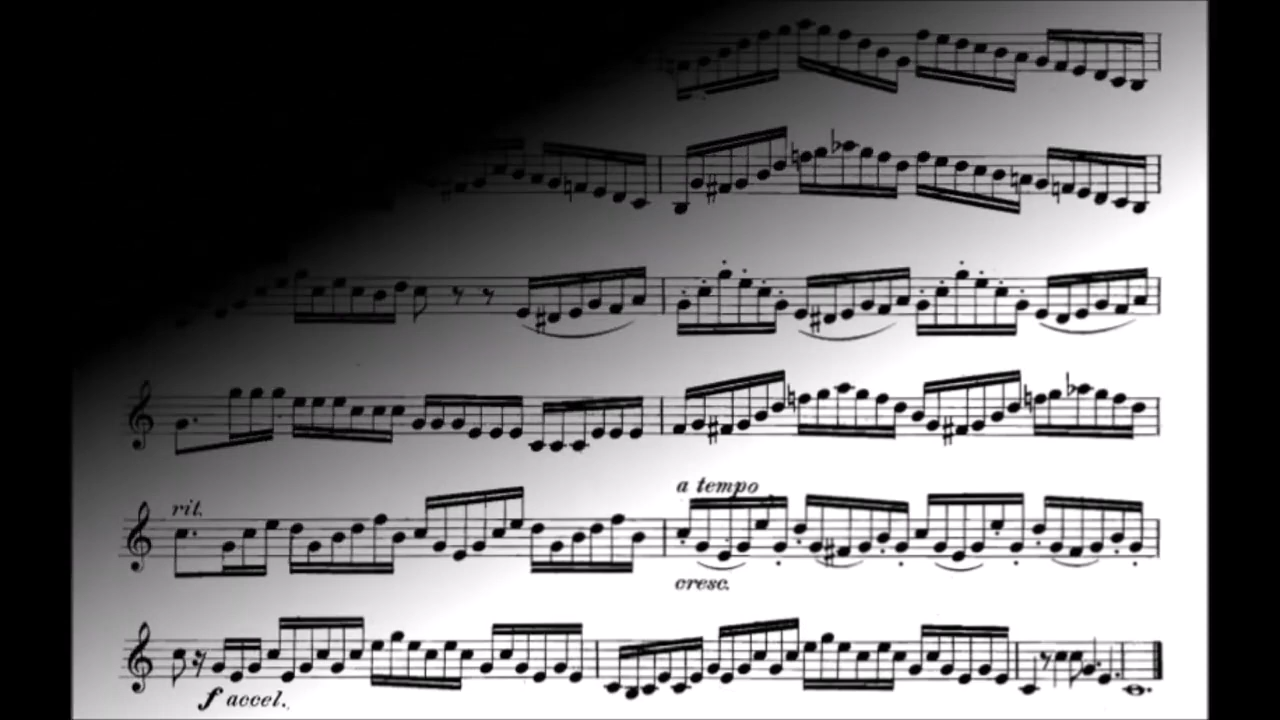 rit.
a tempo
cresc.
f accel.